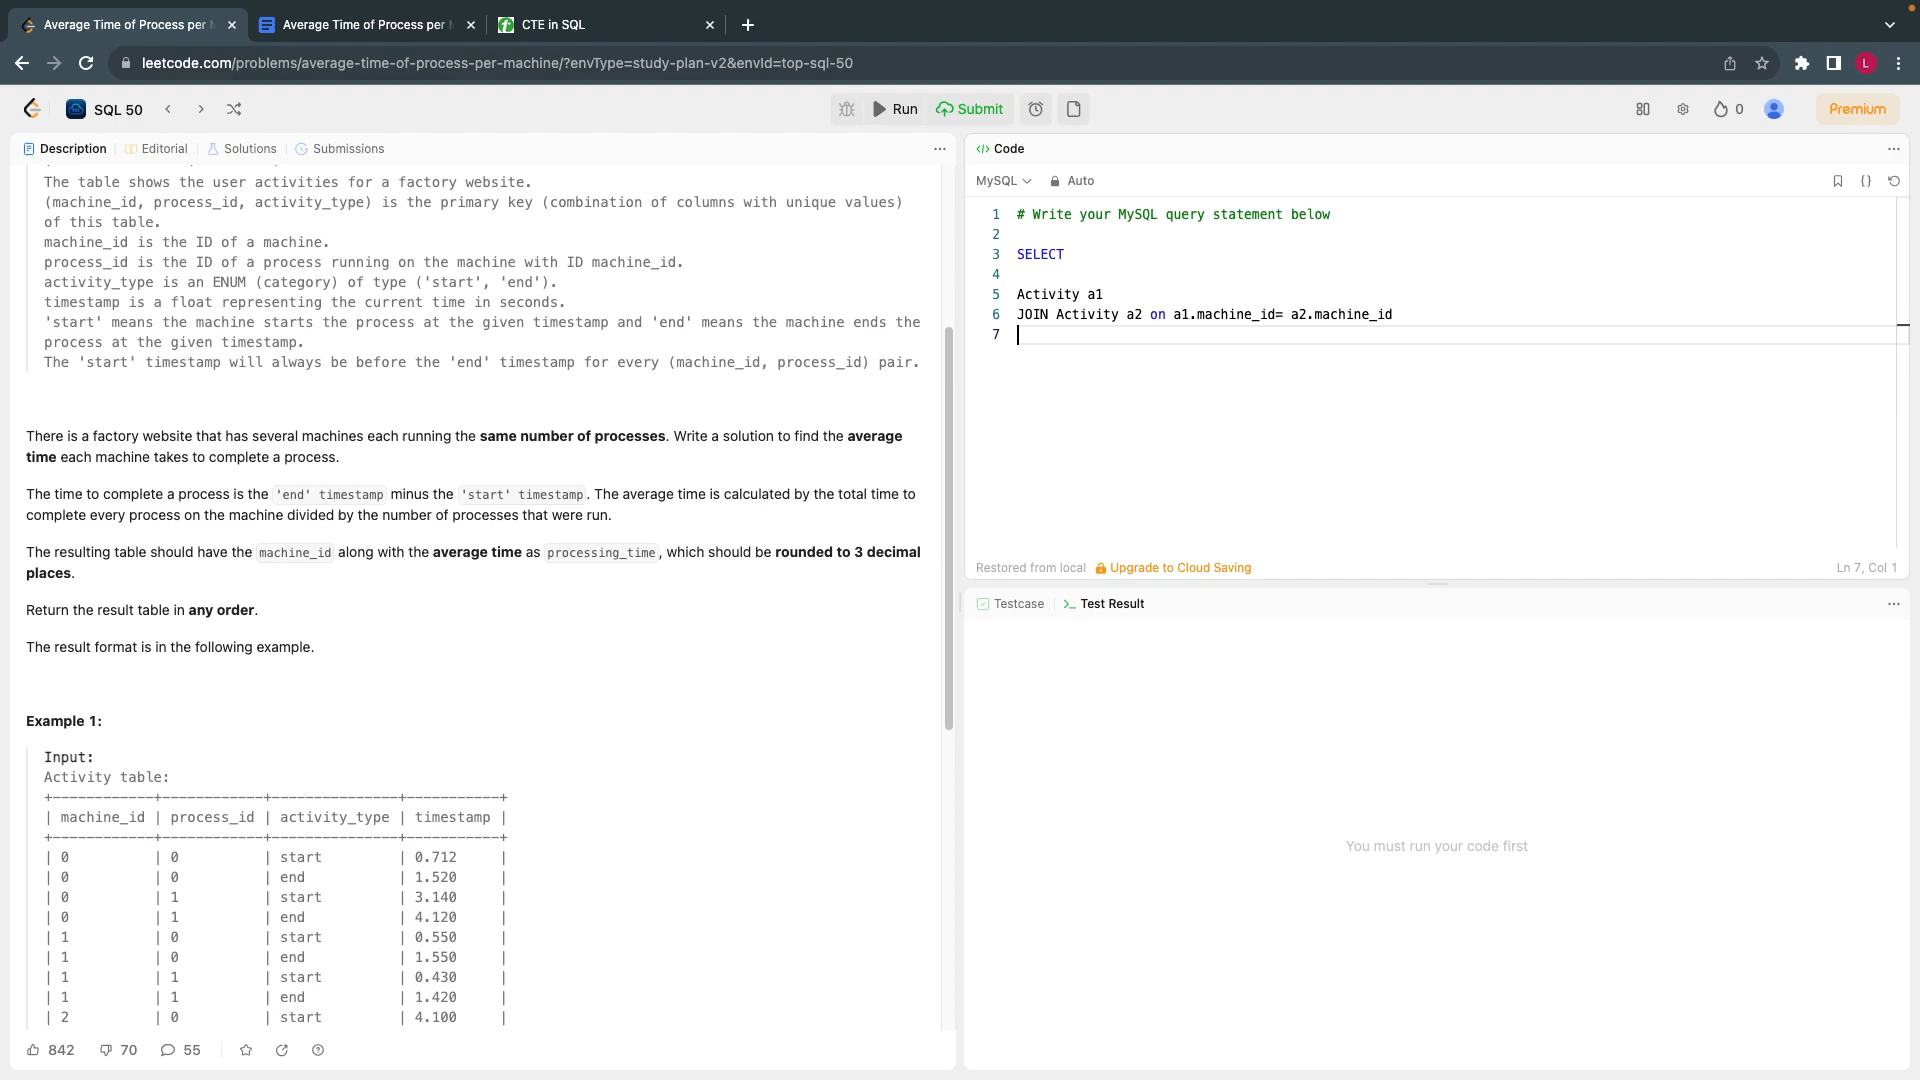 Average Time of Process per M
Average Time of Process per M
CTE in SQL
leetcode.com/problems/average-time-of-process-per-machine/?envType=study-plan-v2&envId=top-sql-50
L
SQL 50
Run
Submit
0
Premium
Description
Editorial
Solutions
Submissions
The table shows the user activities for a factory website.
(machine_id, process_id, activity_type) is the primary key (combination of columns with unique values)
of this table.
machine_id is the ID of a machine.
process_id is the ID of a process running on the machine with ID machine_id.
activity_type is an ENUM (category) of type ('start', 'end').
timestamp is a float representing the current time in seconds.
'start' means the machine starts the process at the given timestamp and 'end' means the machine ends the
process at the given timestamp.
The 'start' timestamp will always be before the 'end' timestamp for every (machine_id, process_id) pair.
There is a factory website that has several machines each running the same number of processes. Write a solution to find the average
time each machine takes to complete a process.
The time to complete a process is the 'end' timestamp minus the 'start' timestamp. The average time is calculated by the total time to
complete every process on the machine divided by the number of processes that were run.
The resulting table should have the machine_id along with the average time as processing_time, which should be rounded to 3 decimal
places.
Return the result table in any order.
The result format is in the following example.
Example 1:
Input:
Activity table:
+------------+------------+---------------+-----------+
| machine_id | process_id | activity_type | timestamp |
+------------+------------+---------------+-----------+
| 0          | 0          | start         | 0.712     |
| 0          | 0          | end           | 1.520     |
| 0          | 1          | start         | 3.140     |
| 0          | 1          | end           | 4.120     |
| 1          | 0          | start         | 0.550     |
| 1          | 0          | end           | 1.550     |
| 1          | 1          | start         | 0.430     |
| 1          | 1          | end           | 1.420     |
| 2          | 0          | start         | 4.100     |
842
70
55
</> Code
MySQL
Auto
1 # Write your MySQL query statement below
2
3 SELECT
4
5 Activity a1
6 JOIN Activity a2 on a1.machine_id= a2.machine_id
7
Restored from local
Upgrade to Cloud Saving
Ln 7, Col 1
Testcase
>_ Test Result
You must run your code first